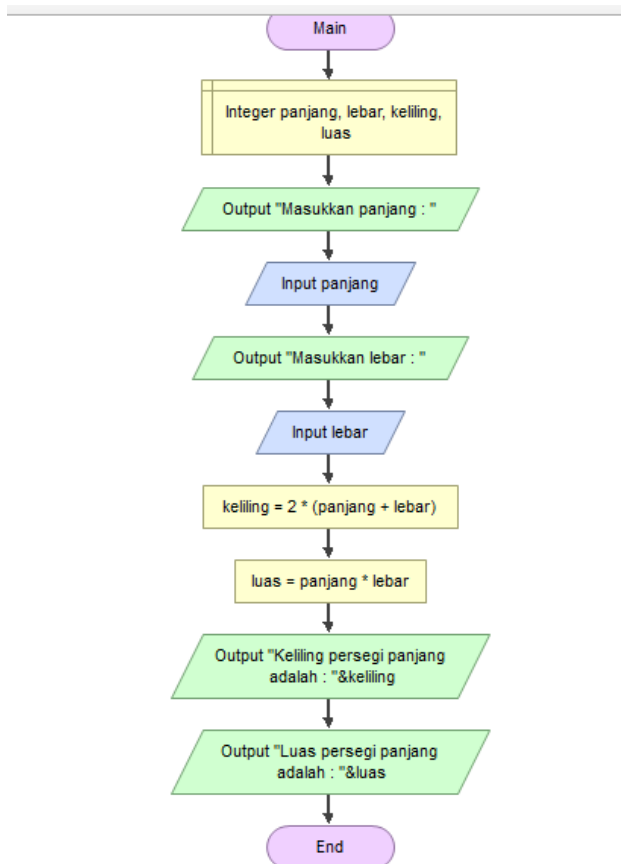 Main
Integer panjang, lebar, keliling,
luas
Output "Masukkan panjang : "
Input panjang
Output "Masukkan lebar : "
Input lebar
keliling = 2 * (panjang + lebar)
luas = panjang * lebar
Output "Keliling persegi panjang
adalah : "&keliling
Output "Luas persegi panjang
adalah : "&luas
End